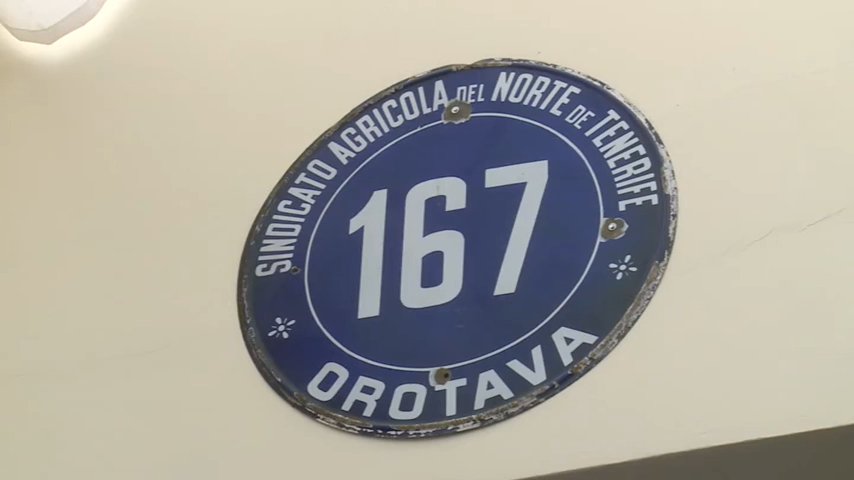 SINDICATO AGRICOLA DEL NORTE DE TENERIFE
167
OROTAVA